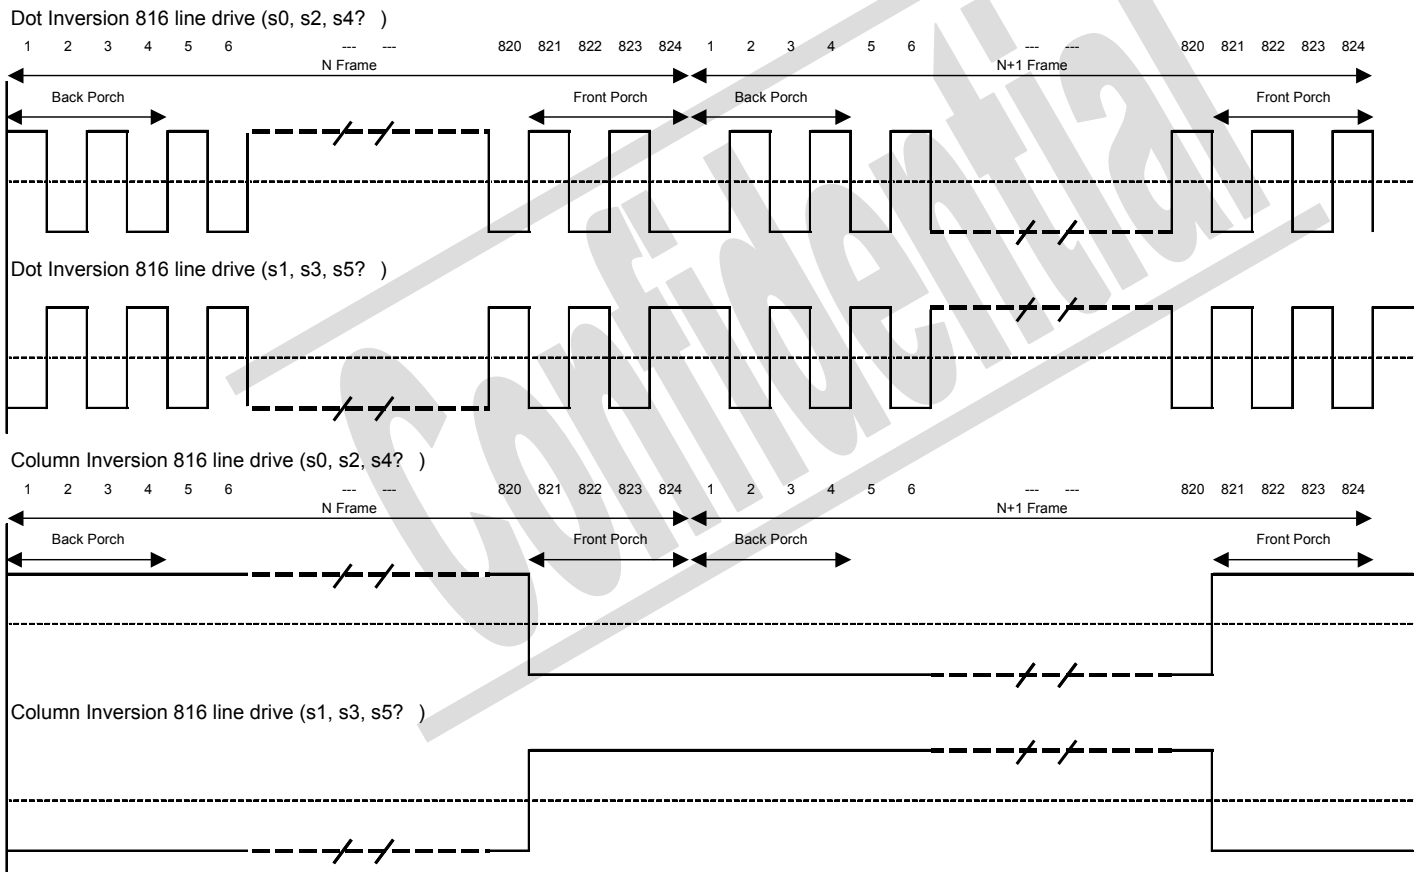 Dot Inversion 816 line drive (s0, s2, s4? )
1 2 3 4 5 6 --- --- 820 821 822 823 824 1 2 3 4 5 6 --- --- 820 821 822 823 824
N Frame N+1 Frame
Back Porch Front Porch Back Porch Front Porch
Dot Inversion 816 line drive (s1, s3, s5? )
Column Inversion 816 line drive (s0, s2, s4? )
1 2 3 4 5 6 --- --- 820 821 822 823 824 1 2 3 4 5 6 --- --- 820 821 822 823 824
N Frame N+1 Frame
Back Porch Front Porch Back Porch Front Porch
Column Inversion 816 line drive (s1, s3, s5? )
Confidential